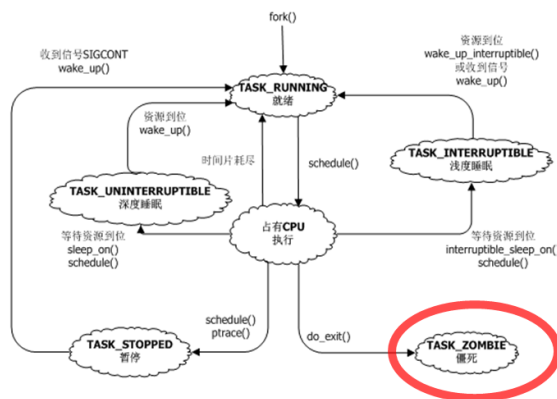 fork()
收到信号SIGCONT
wake_up()
资源到位
wake_up_interruptible()
或收到信号
wake_up()
TASK_RUNNING
就绪
资源到位
wake_up()
时间片耗尽
schedule()
TASK_INTERRUPTIBLE
浅度睡眠
TASK_UNINTERRUPTIBLE
深度睡眠
占有CPU
执行
等待资源到位
sleep_on()
schedule()
等待资源到位
interruptible_sleep_on()
schedule()
schedule()
ptrace()
do_exit()
TASK_STOPPED
暂停
TASK_ZOMBIE
僵死